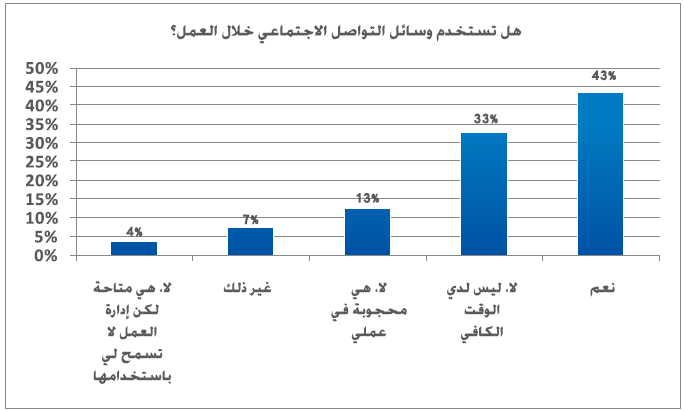 هل تستخدم وسائل التواصل الاجتماعي خلال العمل؟
50%
45%
40%
35%
30%
25%
20%
15%
10%
5%
0%
43%
33%
13%
7%
4%
نعم
لا، ليس لدي
الوقت
الكافي
لا، هي
محجوبة في
عملي
غير ذلك
لا، هي متاحة
لكن إدارة
العمل لا
تسمح لي
باستخدامها